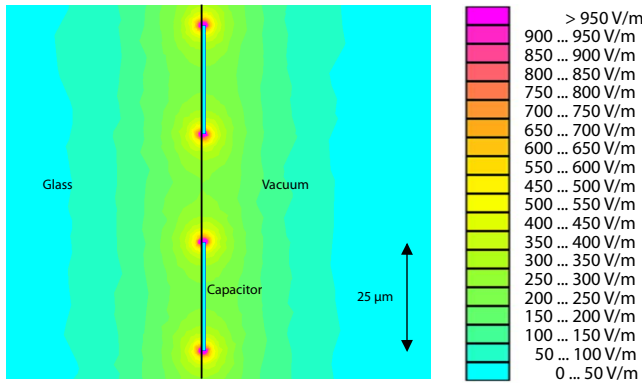 Glass
Vacuum
Capacitor
25 µm
> 950 V/m
900 ... 950 V/m
850 ... 900 V/m
800 ... 850 V/m
750 ... 800 V/m
700 ... 750 V/m
650 ... 700 V/m
600 ... 650 V/m
550 ... 600 V/m
450 ... 500 V/m
500 ... 550 V/m
400 ... 450 V/m
350 ... 400 V/m
300 ... 350 V/m
250 ... 300 V/m
200 ... 250 V/m
150 ... 200 V/m
100 ... 150 V/m
50 ... 100 V/m
0 ... 50 V/m